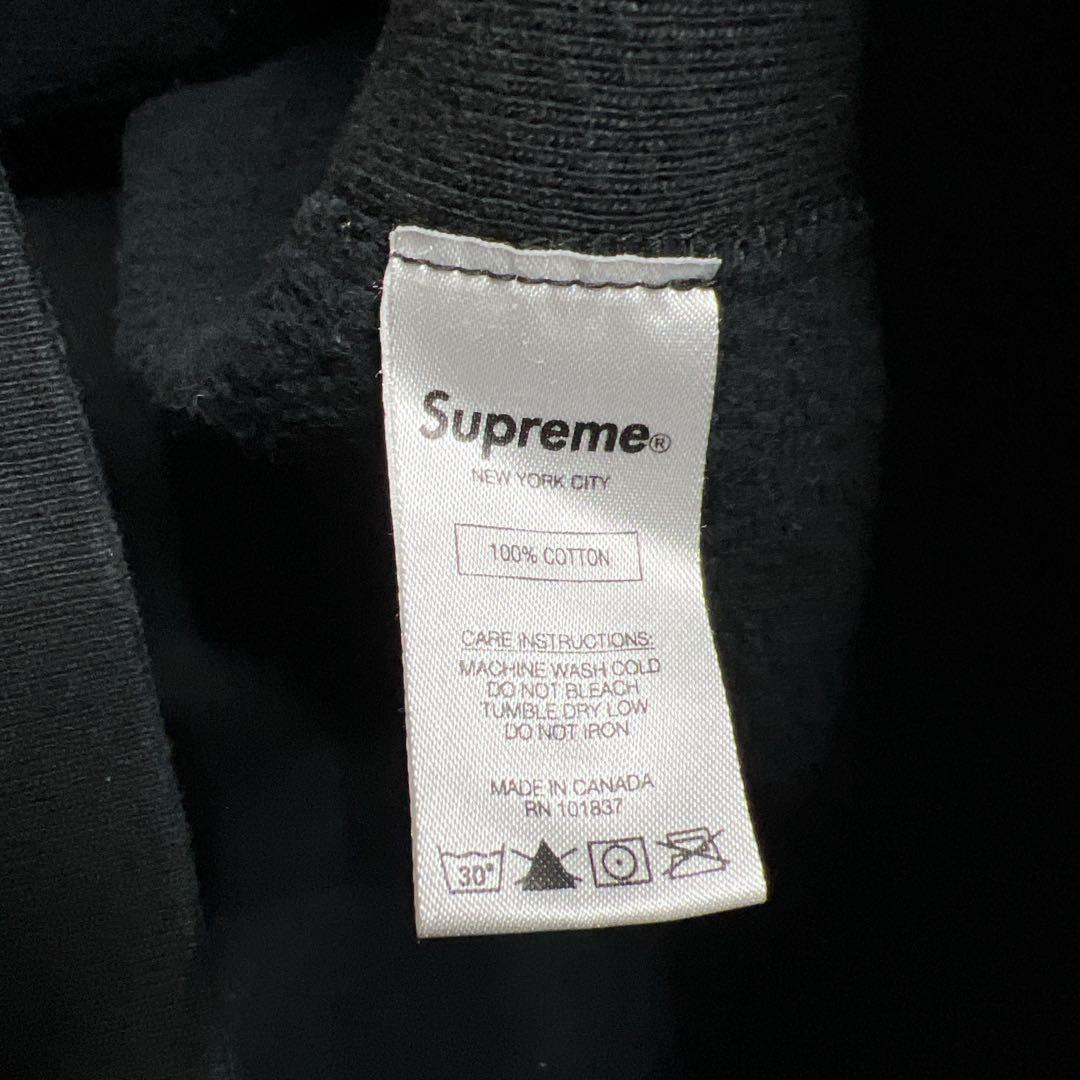 Supreme®
NEW YORK CITY
100% COTTON
CARE INSTRUCTIONS:
MACHINE WASH COLD
DO NOT BLEACH
TUMBLE DRY LOW
DO NOT IRON
MADE IN CANADA
RN 101837
30°